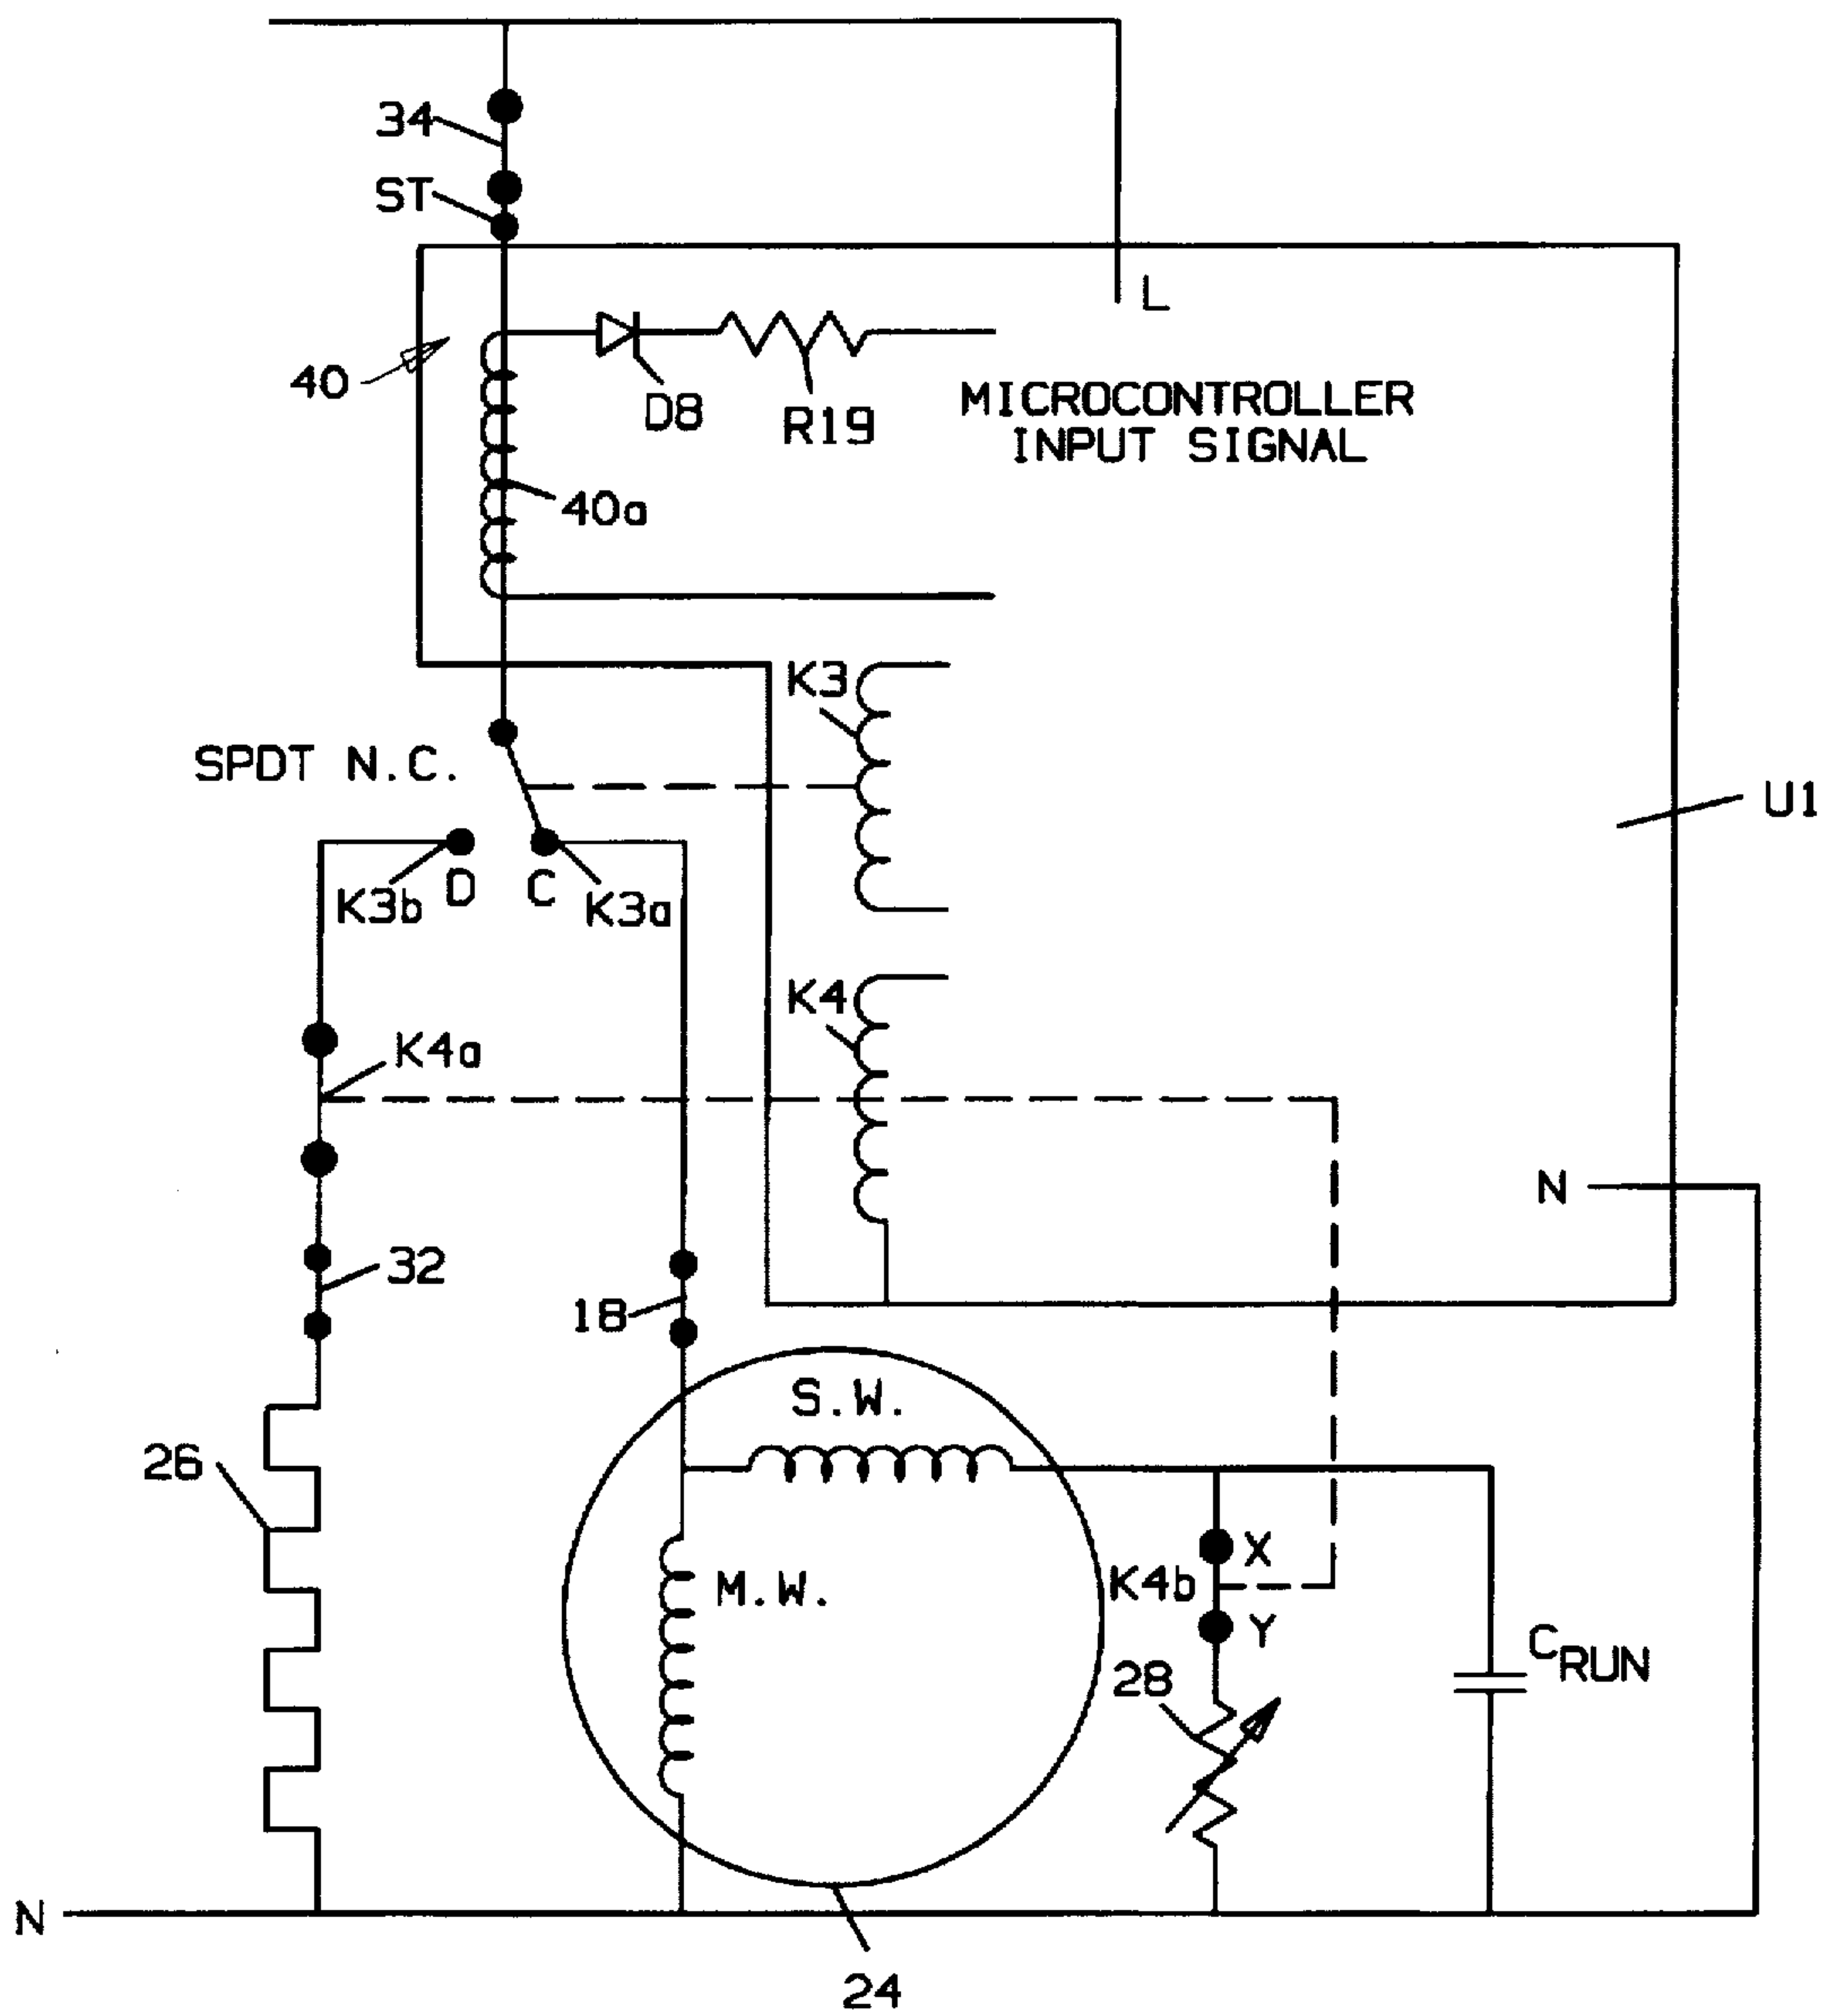 34
ST
L
40
D8
R19
MICROCONTROLLER
INPUT SIGNAL
40a
K3
SPDT N.C.
U1
K3b
D
C
K3a
K4
K4a
N
32
18
S.W.
26
X
M.W.
K4b
Y
CRUN
28
N
24